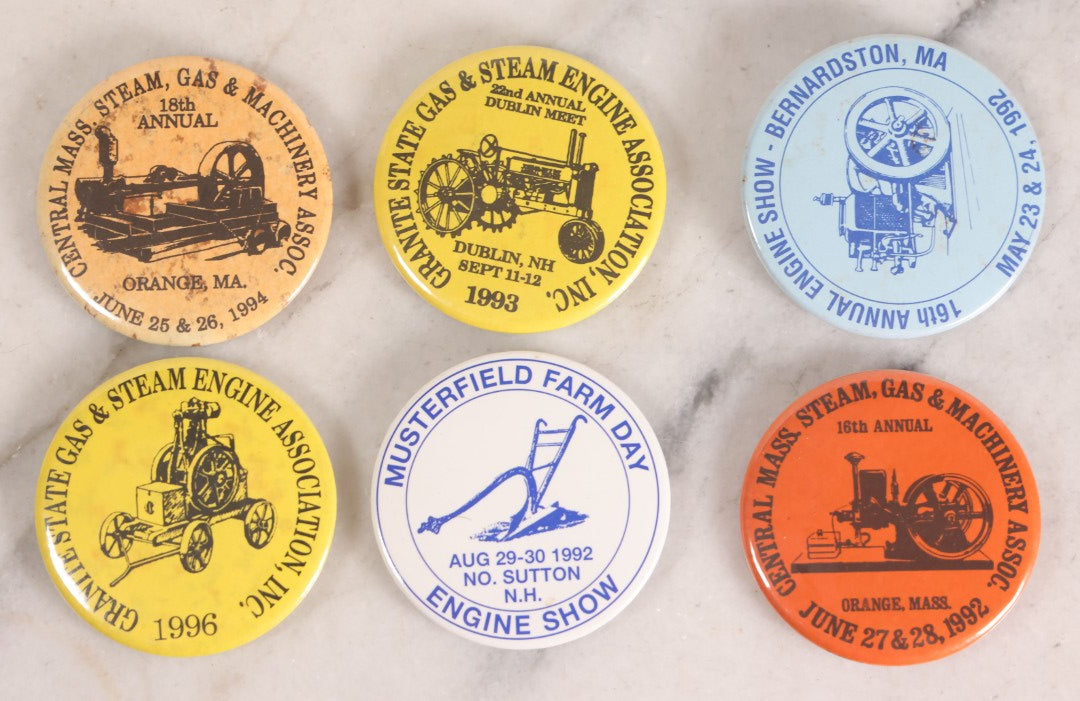 CENTRAL MASS. STEAM, GAS & MACHINERY ASSOC.
18th
ANNUAL
ORANGE, MA.
JUNE 25 & 26, 1994
GRANITE STATE GAS & STEAM ENGINE ASSOCIATION, INC.
22nd ANNUAL
DUBLIN MEET
DUBLIN, NH
SEPT 11-12
1993
16th ANNUAL ENGINE SHOW - BERNARDSTON, MA
MAY 23 & 24, 1992
GRANITE STATE GAS & STEAM ENGINE ASSOCIATION, INC.
1996
MUSTERFIELD FARM DAY
AUG 29-30 1992
NO. SUTTON
N.H.
ENGINE SHOW
CENTRAL MASS. STEAM, GAS & MACHINERY ASSOC.
16th ANNUAL
ORANGE, MASS.
JUNE 27 & 28, 1992